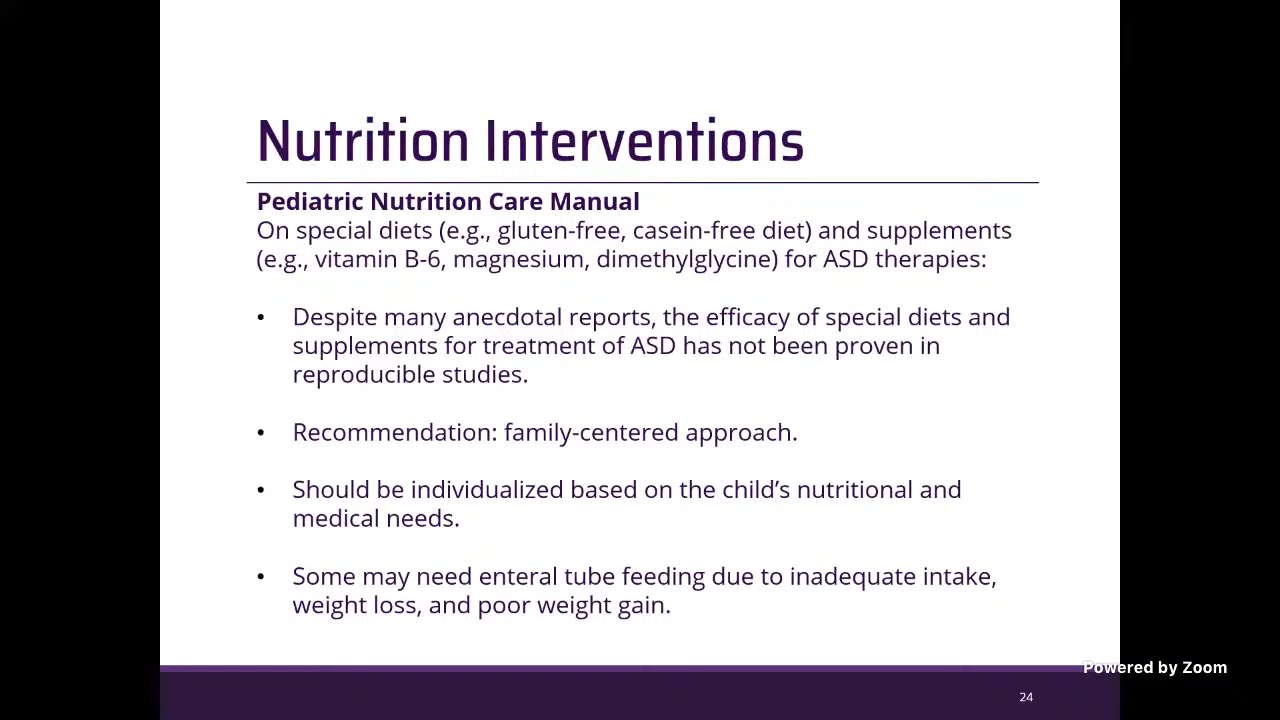 Nutrition Interventions
Pediatric Nutrition Care Manual
On special diets (e.g., gluten-free, casein-free diet) and supplements
(e.g., vitamin B-6, magnesium, dimethylglycine) for ASD therapies:
• Despite many anecdotal reports, the efficacy of special diets and
supplements for treatment of ASD has not been proven in
reproducible studies.
• Recommendation: family-centered approach.
• Should be individualized based on the child’s nutritional and
medical needs.
• Some may need enteral tube feeding due to inadequate intake,
weight loss, and poor weight gain.
Powered by Zoom
24